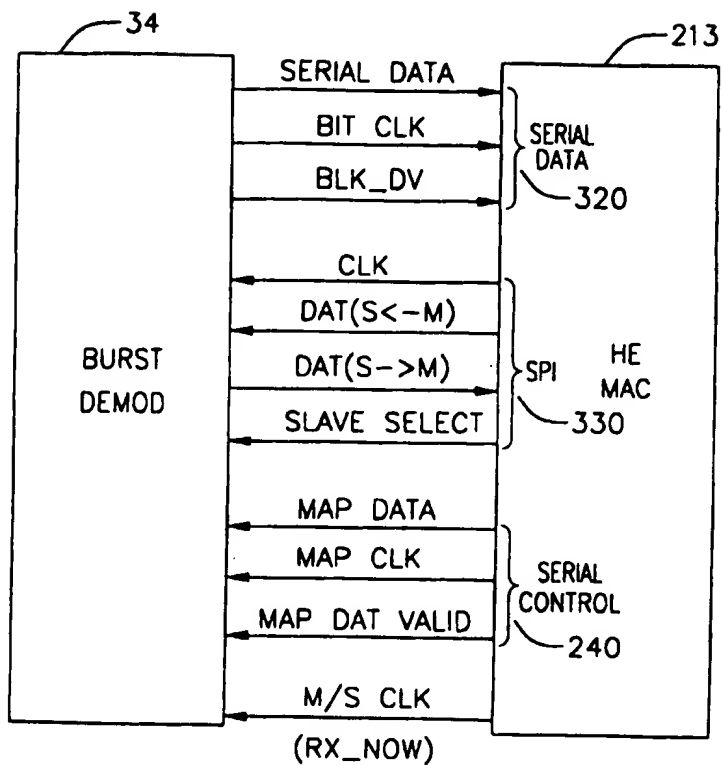 34
213
SERIAL DATA
BIT CLK
BLK_DV
SERIAL
DATA
320
CLK
DAT(S<-M)
DAT(S->M)
SLAVE SELECT
SPI
330
BURST
DEMOD
HE
MAC
MAP DATA
MAP CLK
MAP DAT VALID
SERIAL
CONTROL
240
M/S CLK
(RX_NOW)